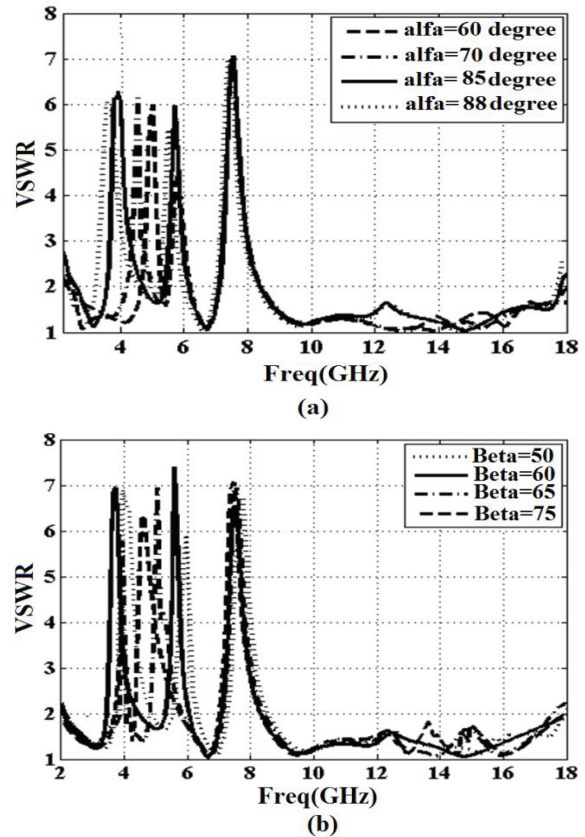 8
7
6
5
4
3
2
1
VSWR
alfa=60 degree
alfa=70 degree
alfa=85degree
alfa=88degree
4 6 8 10 12 14 16 18
Freq(GHz)
(a)
8
7
6
5
4
3
2
1
VSWR
Beta=50
Beta=60
Beta=65
Beta=75
2 4 6 8 10 12 14 16 18
Freq(GHz)
(b)